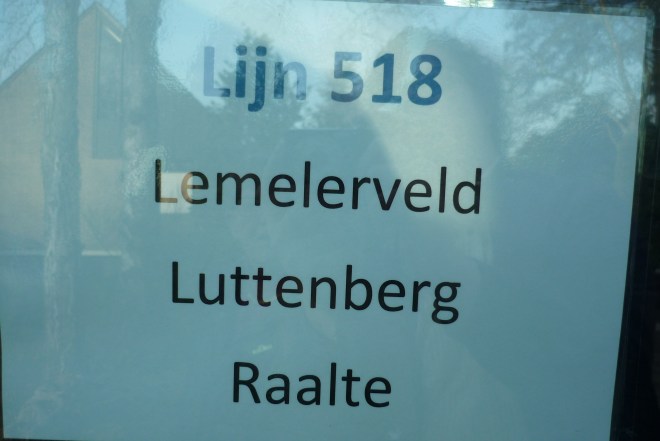 Lijn 518
Lemelerveld
Luttenberg
Raalte